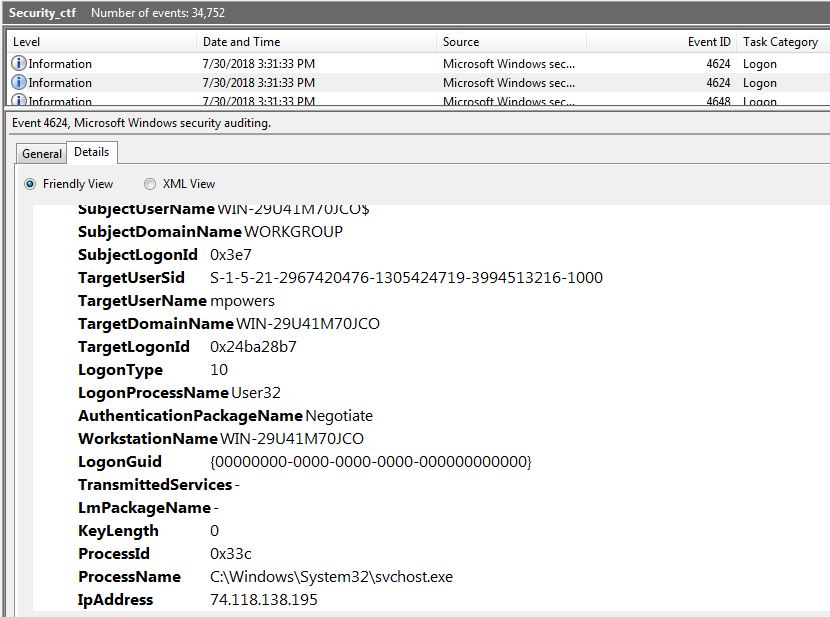 Security_ctf Number of events: 34,752
Level Date and Time Source Event ID Task Category
Information 7/30/2018 3:31:33 PM Microsoft Windows sec... 4624 Logon
Information 7/30/2018 3:31:33 PM Microsoft Windows sec... 4624 Logon
Information 7/30/2018 3:31:33 PM Microsoft Windows sec... 4648 Logon
Event 4624, Microsoft Windows security auditing.
General Details
Friendly View XML View
SubjectUserName WIN-29U41M70JCO$
SubjectDomainName WORKGROUP
SubjectLogonId 0x3e7
TargetUserSid S-1-5-21-2967420476-1305424719-3994513216-1000
TargetUserName mpowers
TargetDomainName WIN-29U41M70JCO
TargetLogonId 0x24ba28b7
LogonType 10
LogonProcessName User32
AuthenticationPackageName Negotiate
WorkstationName WIN-29U41M70JCO
LogonGuid {00000000-0000-0000-0000-000000000000}
TransmittedServices -
LmPackageName -
KeyLength 0
ProcessId 0x33c
ProcessName C:\Windows\System32\svchost.exe
IpAddress 74.118.138.195